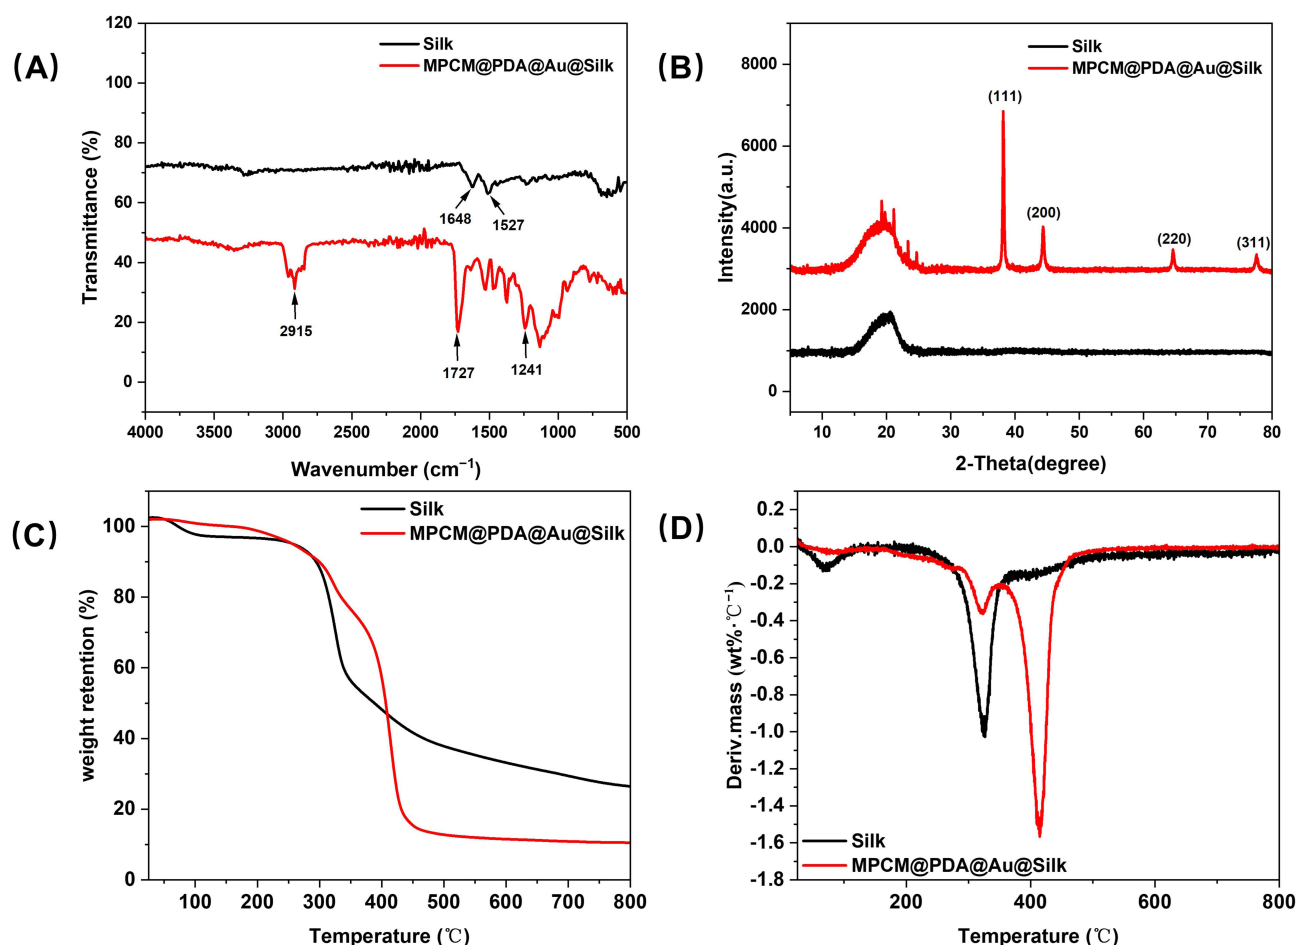 (A)
120
100
80
60
40
20
0
Transmittance (%)
Silk
MPCM@PDA@Au@Silk
1648
1527
2915
1727
1241
4000 3500 3000 2500 2000 1500 1000 500
Wavenumber (cm⁻¹)
(B)
8000
6000
4000
2000
0
Intensity(a.u.)
Silk
MPCM@PDA@Au@Silk
(111)
(200)
(220)
(311)
10 20 30 40 50 60 70 80
2-Theta(degree)
(C)
100
80
60
40
20
0
weight retention (%)
Silk
MPCM@PDA@Au@Silk
100 200 300 400 500 600 700 800
Temperature (℃)
(D)
0.2
0.0
-0.2
-0.4
-0.6
-0.8
-1.0
-1.2
-1.4
-1.6
-1.8
Deriv.mass (wt%·℃⁻¹)
Silk
MPCM@PDA@Au@Silk
200 400 600 800
Temperature (℃)